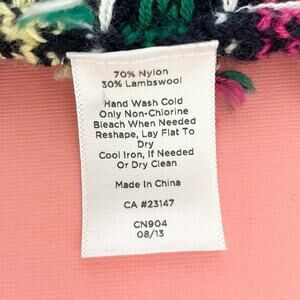 70% Nylon
30% Lambswool
Hand Wash Cold
Only Non-Chlorine
Bleach When Needed
Reshape, Lay Flat To
Dry
Cool Iron, If Needed
Or Dry Clean
Made In China
CA #23147
CN904
08/13